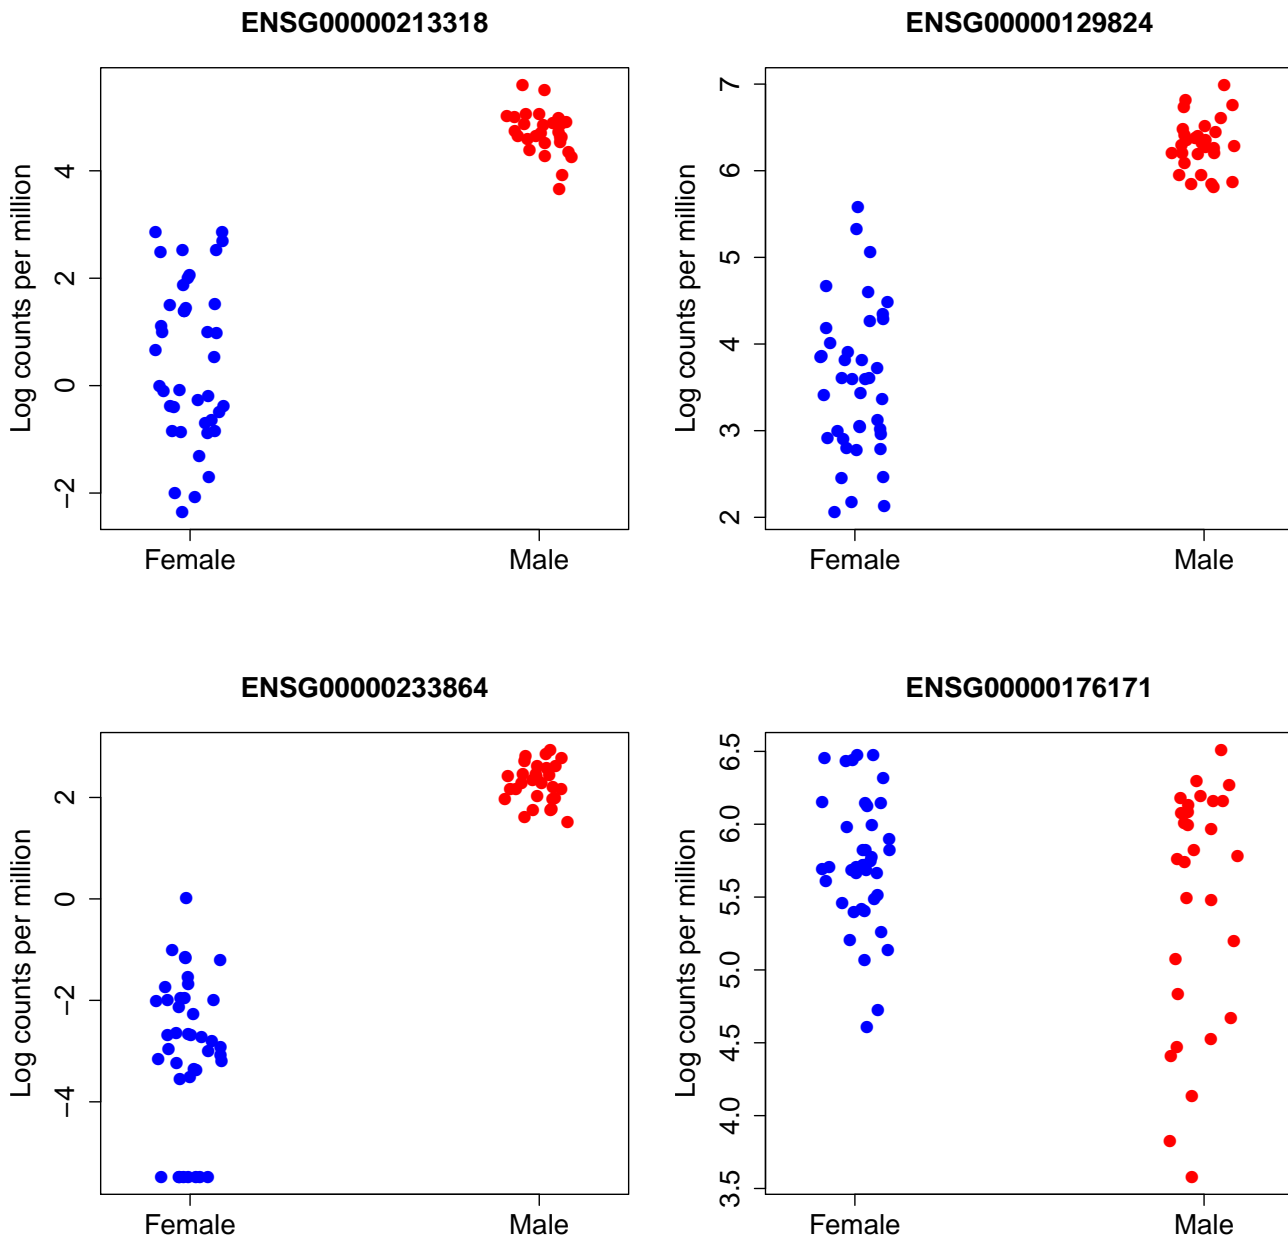 ENSG00000213318
Log counts per million
4
2
0
−2
Female
Male
ENSG00000129824
Log counts per million
7
6
5
4
3
2
Female
Male
ENSG00000233864
Log counts per million
2
0
−2
−4
Female
Male
ENSG00000176171
Log counts per million
6.5
6.0
5.5
5.0
4.5
4.0
3.5
Female
Male